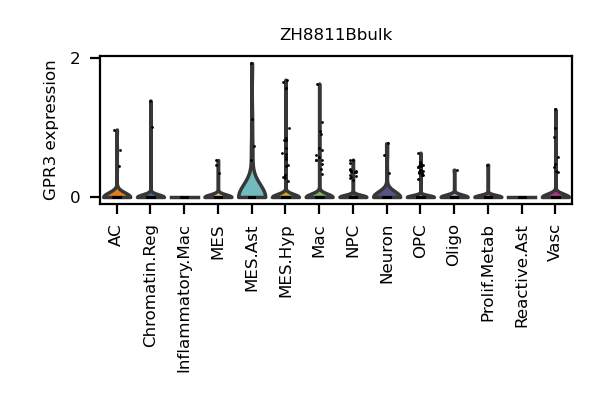 ZH8811Bbulk
GPR3 expression
2
0
AC
Chromatin.Reg
Inflammatory.Mac
MES
MES.Ast
MES.Hyp
Mac
NPC
Neuron
OPC
Oligo
Prolif.Metab
Reactive.Ast
Vasc